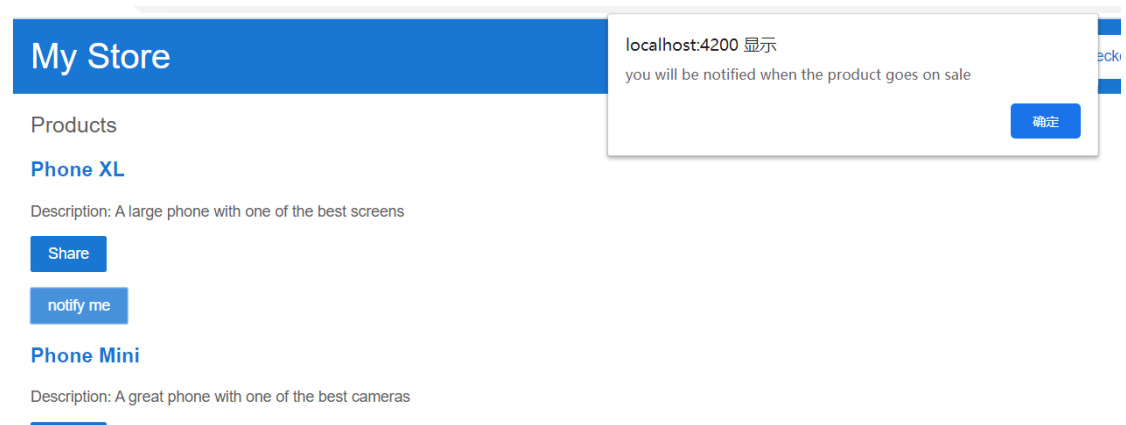 My Store
localhost:4200 显示
you will be notified when the product goes on sale
确定
Products
Phone XL
Description: A large phone with one of the best screens
Share
notify me
Phone Mini
Description: A great phone with one of the best cameras